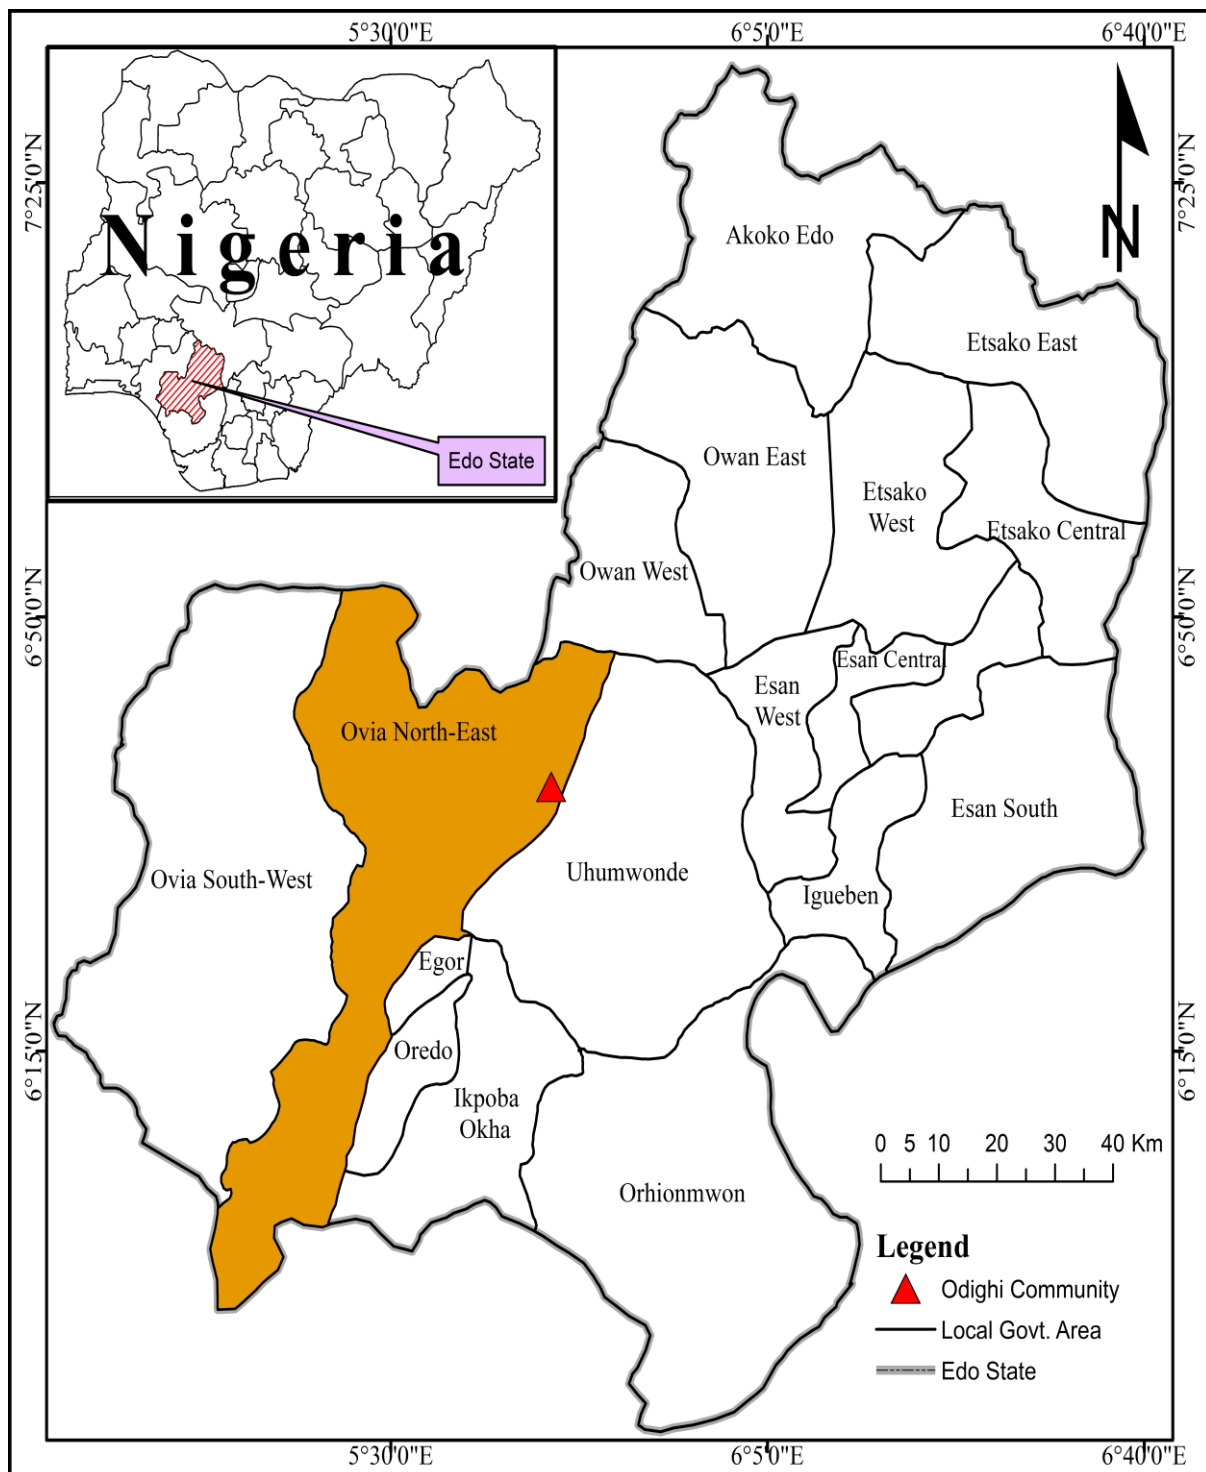 5°30'0"E
6°5'0"E
6°40'0"E
7°25'0"N
7°25'0"N
Nigeria
Edo State
N
Akoko Edo
Etsako East
Owan East
Etsako
West
Etsako Central
Owan West
6°50'0"N
6°50'0"N
Esan Central
Esan
West
Ovia North-East
Esan South
Uhumwonde
Ovia South-West
Igueben
Egor
Oredo
6°15'0"N
6°15'0"N
Ikpoba
Okha
Orhionmwon
0 5 10 20 30 40 Km
Legend
Odighi Community
Local Govt. Area
Edo State
5°30'0"E
6°5'0"E
6°40'0"E